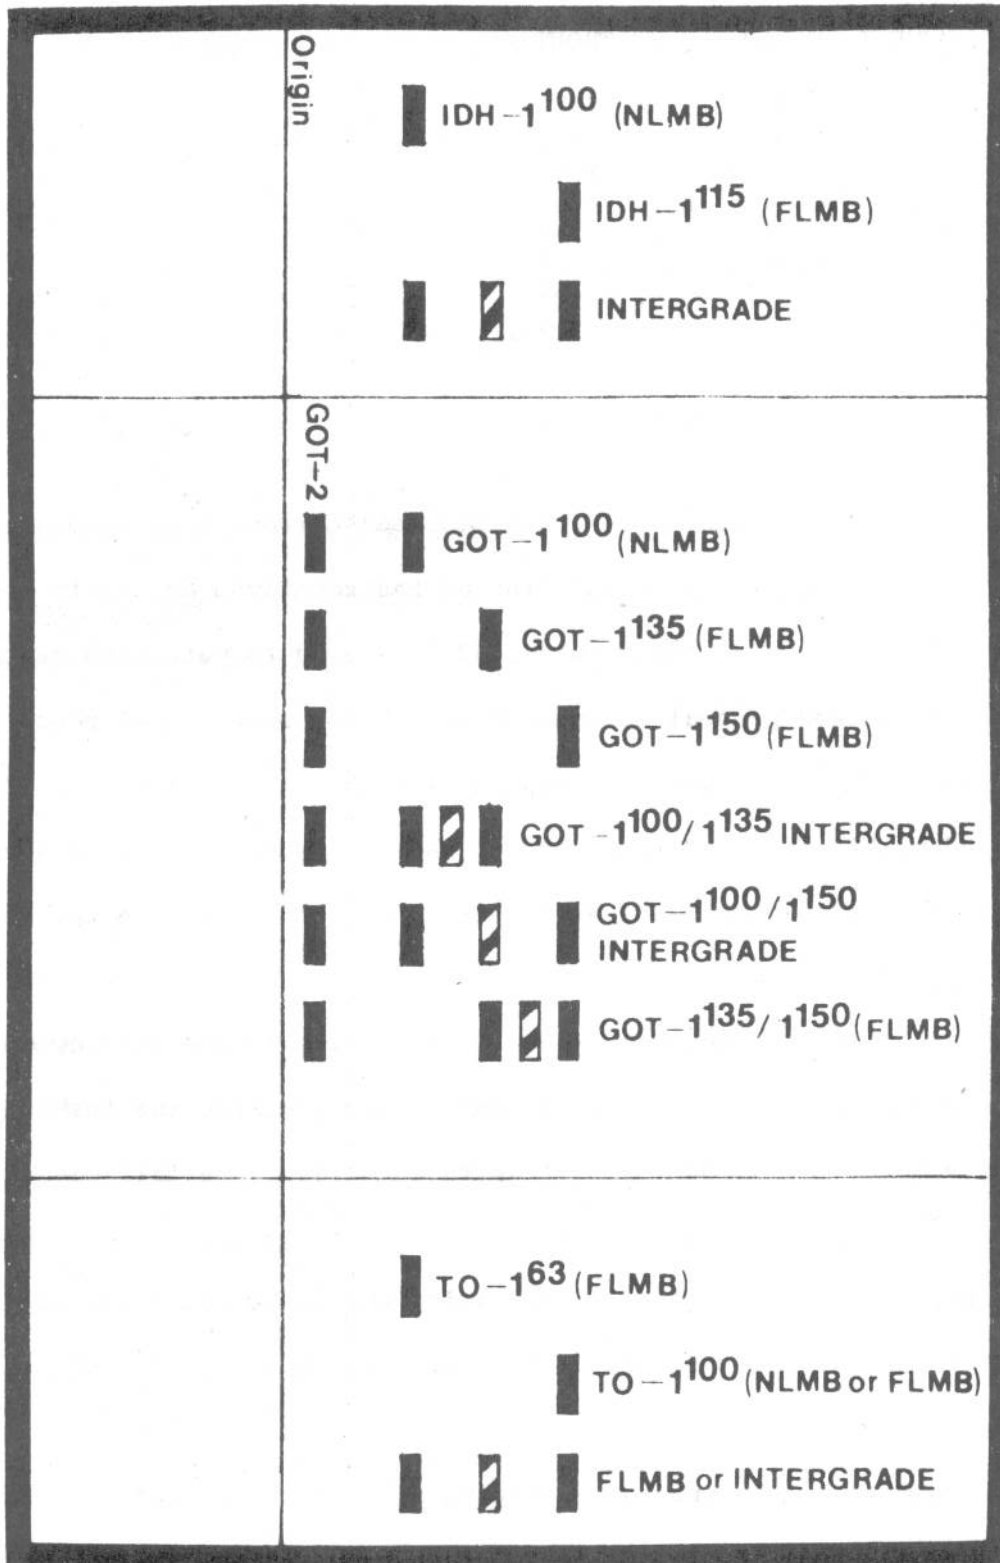 Origin
IDH-1¹⁰⁰ (NLMB)
IDH-1¹¹⁵ (FLMB)
INTERGRADE
GOT-2
GOT-1¹⁰⁰ (NLMB)
GOT-1¹³⁵ (FLMB)
GOT-1¹⁵⁰ (FLMB)
GOT-1¹⁰⁰/1¹³⁵ INTERGRADE
GOT-1¹⁰⁰/1¹⁵⁰
INTERGRADE
GOT-1¹³⁵/1¹⁵⁰ (FLMB)
TO-1⁶³ (FLMB)
TO-1¹⁰⁰ (NLMB or FLMB)
FLMB or INTERGRADE